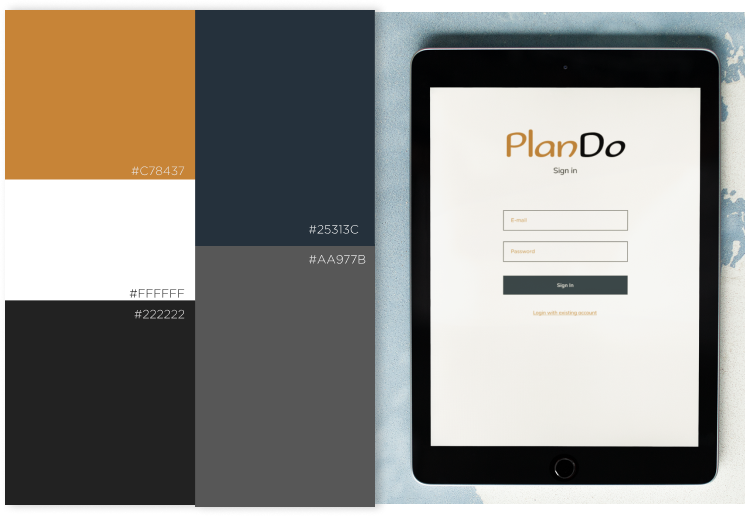 #C78437
#25313C
#AA977B
#FFFFFF
#222222
PlanDo
Sign in
E-mail
Password
Sign In
Login with existing account